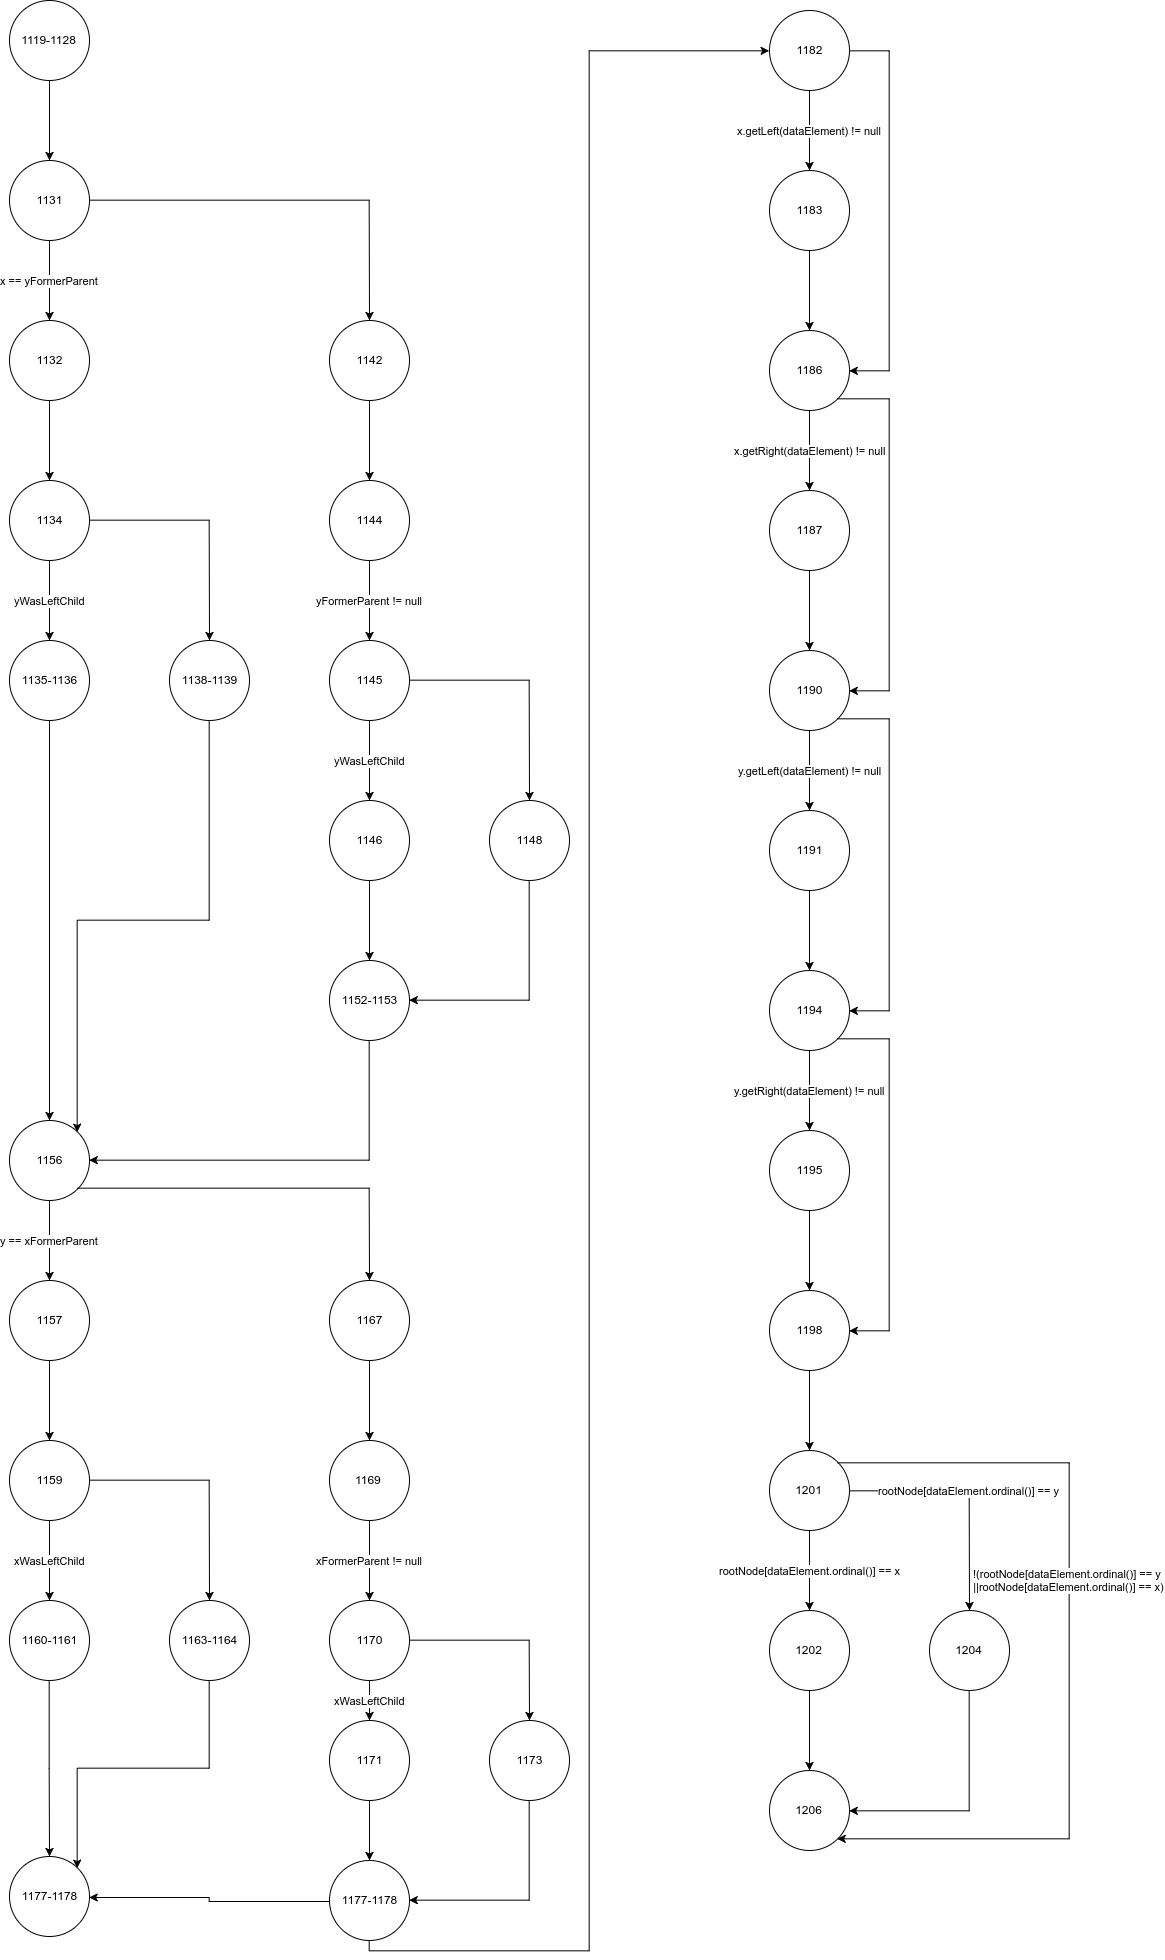 1119-1128
1131
x == yFormerParent
1132
1142
1134
1144
yWasLeftChild
yFormerParent != null
1135-1136
1138-1139
1145
yWasLeftChild
1146
1148
1152-1153
1156
y == xFormerParent
1157
1167
1159
1169
xWasLeftChild
xFormerParent != null
1160-1161
1163-1164
1170
xWasLeftChild
1171
1173
1177-1178
1177-1178
1182
x.getLeft(dataElement) != null
1183
1186
x.getRight(dataElement) != null
1187
1190
y.getLeft(dataElement) != null
1191
1194
y.getRight(dataElement) != null
1195
1198
1201
rootNode[dataElement.ordinal()] == y
rootNode[dataElement.ordinal()] == x
!(rootNode[dataElement.ordinal()] == y
||rootNode[dataElement.ordinal()] == x)
1202
1204
1206